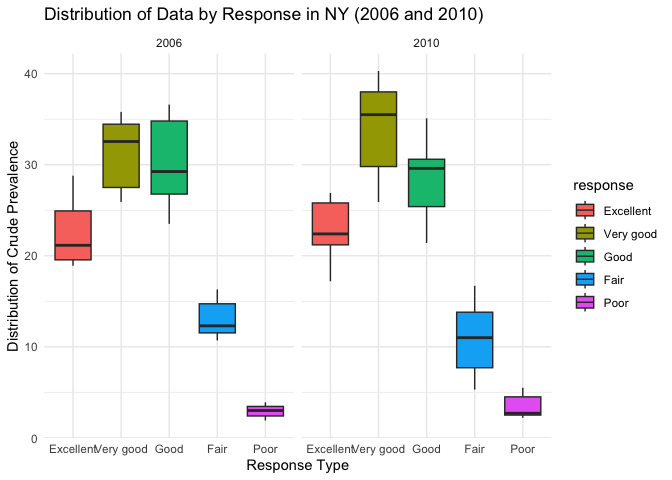 Distribution of Data by Response in NY (2006 and 2010)
2006
2010
40
30
20
10
0
Distribution of Crude Prevalence
Excellent Very good Good Fair Poor
Excellent Very good Good Fair Poor
Response Type
response
Excellent
Very good
Good
Fair
Poor